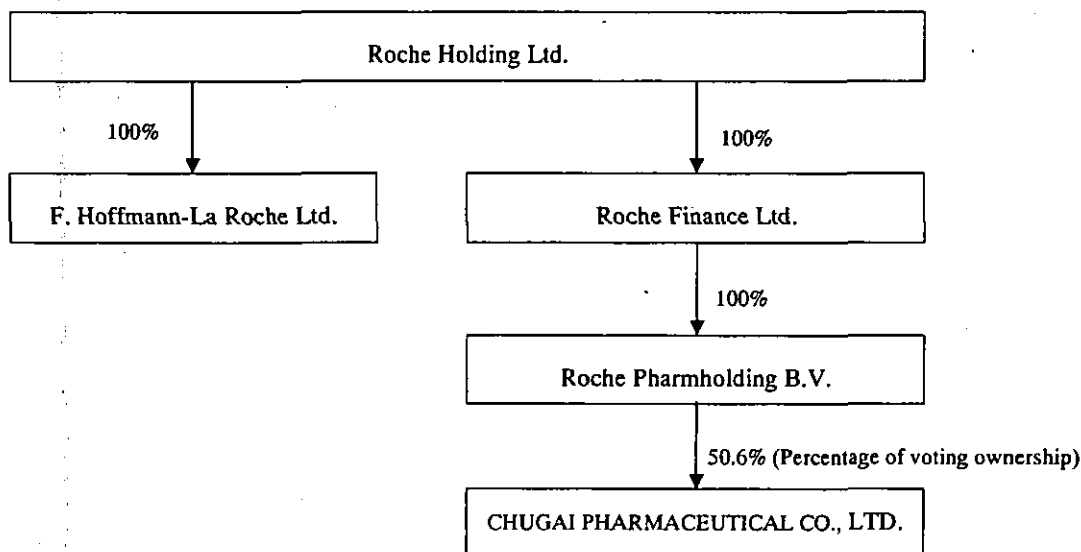 Roche Holding Ltd.
100%
100%
F. Hoffmann-La Roche Ltd.
Roche Finance Ltd.
100%
Roche Pharmholding B.V.
50.6% (Percentage of voting ownership)
CHUGAI PHARMACEUTICAL CO., LTD.